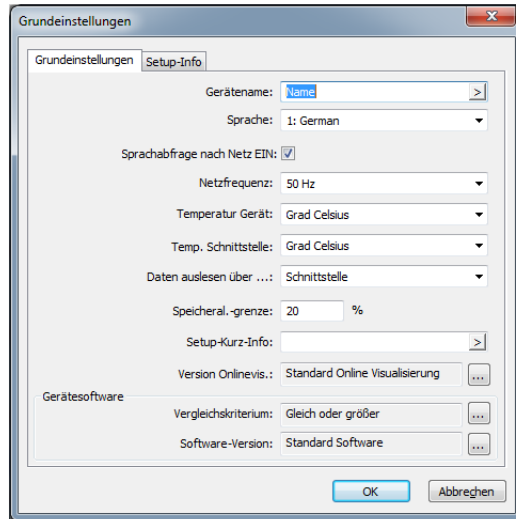 Grundeinstellungen
Grundeinstellungen Setup-Info
Gerätename: Name >
Sprache: 1: German
Sprachabfrage nach Netz EIN:
Netzfrequenz: 50 Hz
Temperatur Gerät: Grad Celsius
Temp. Schnittstelle: Grad Celsius
Daten auslesen über ...: Schnittstelle
Speicheral.-grenze: 20 %
Setup-Kurz-Info: >
Version Onlinevis.: Standard Online Visualisierung ...
Gerätesoftware
Vergleichskriterium: Gleich oder größer ...
Software-Version: Standard Software ...
OK Abbrechen